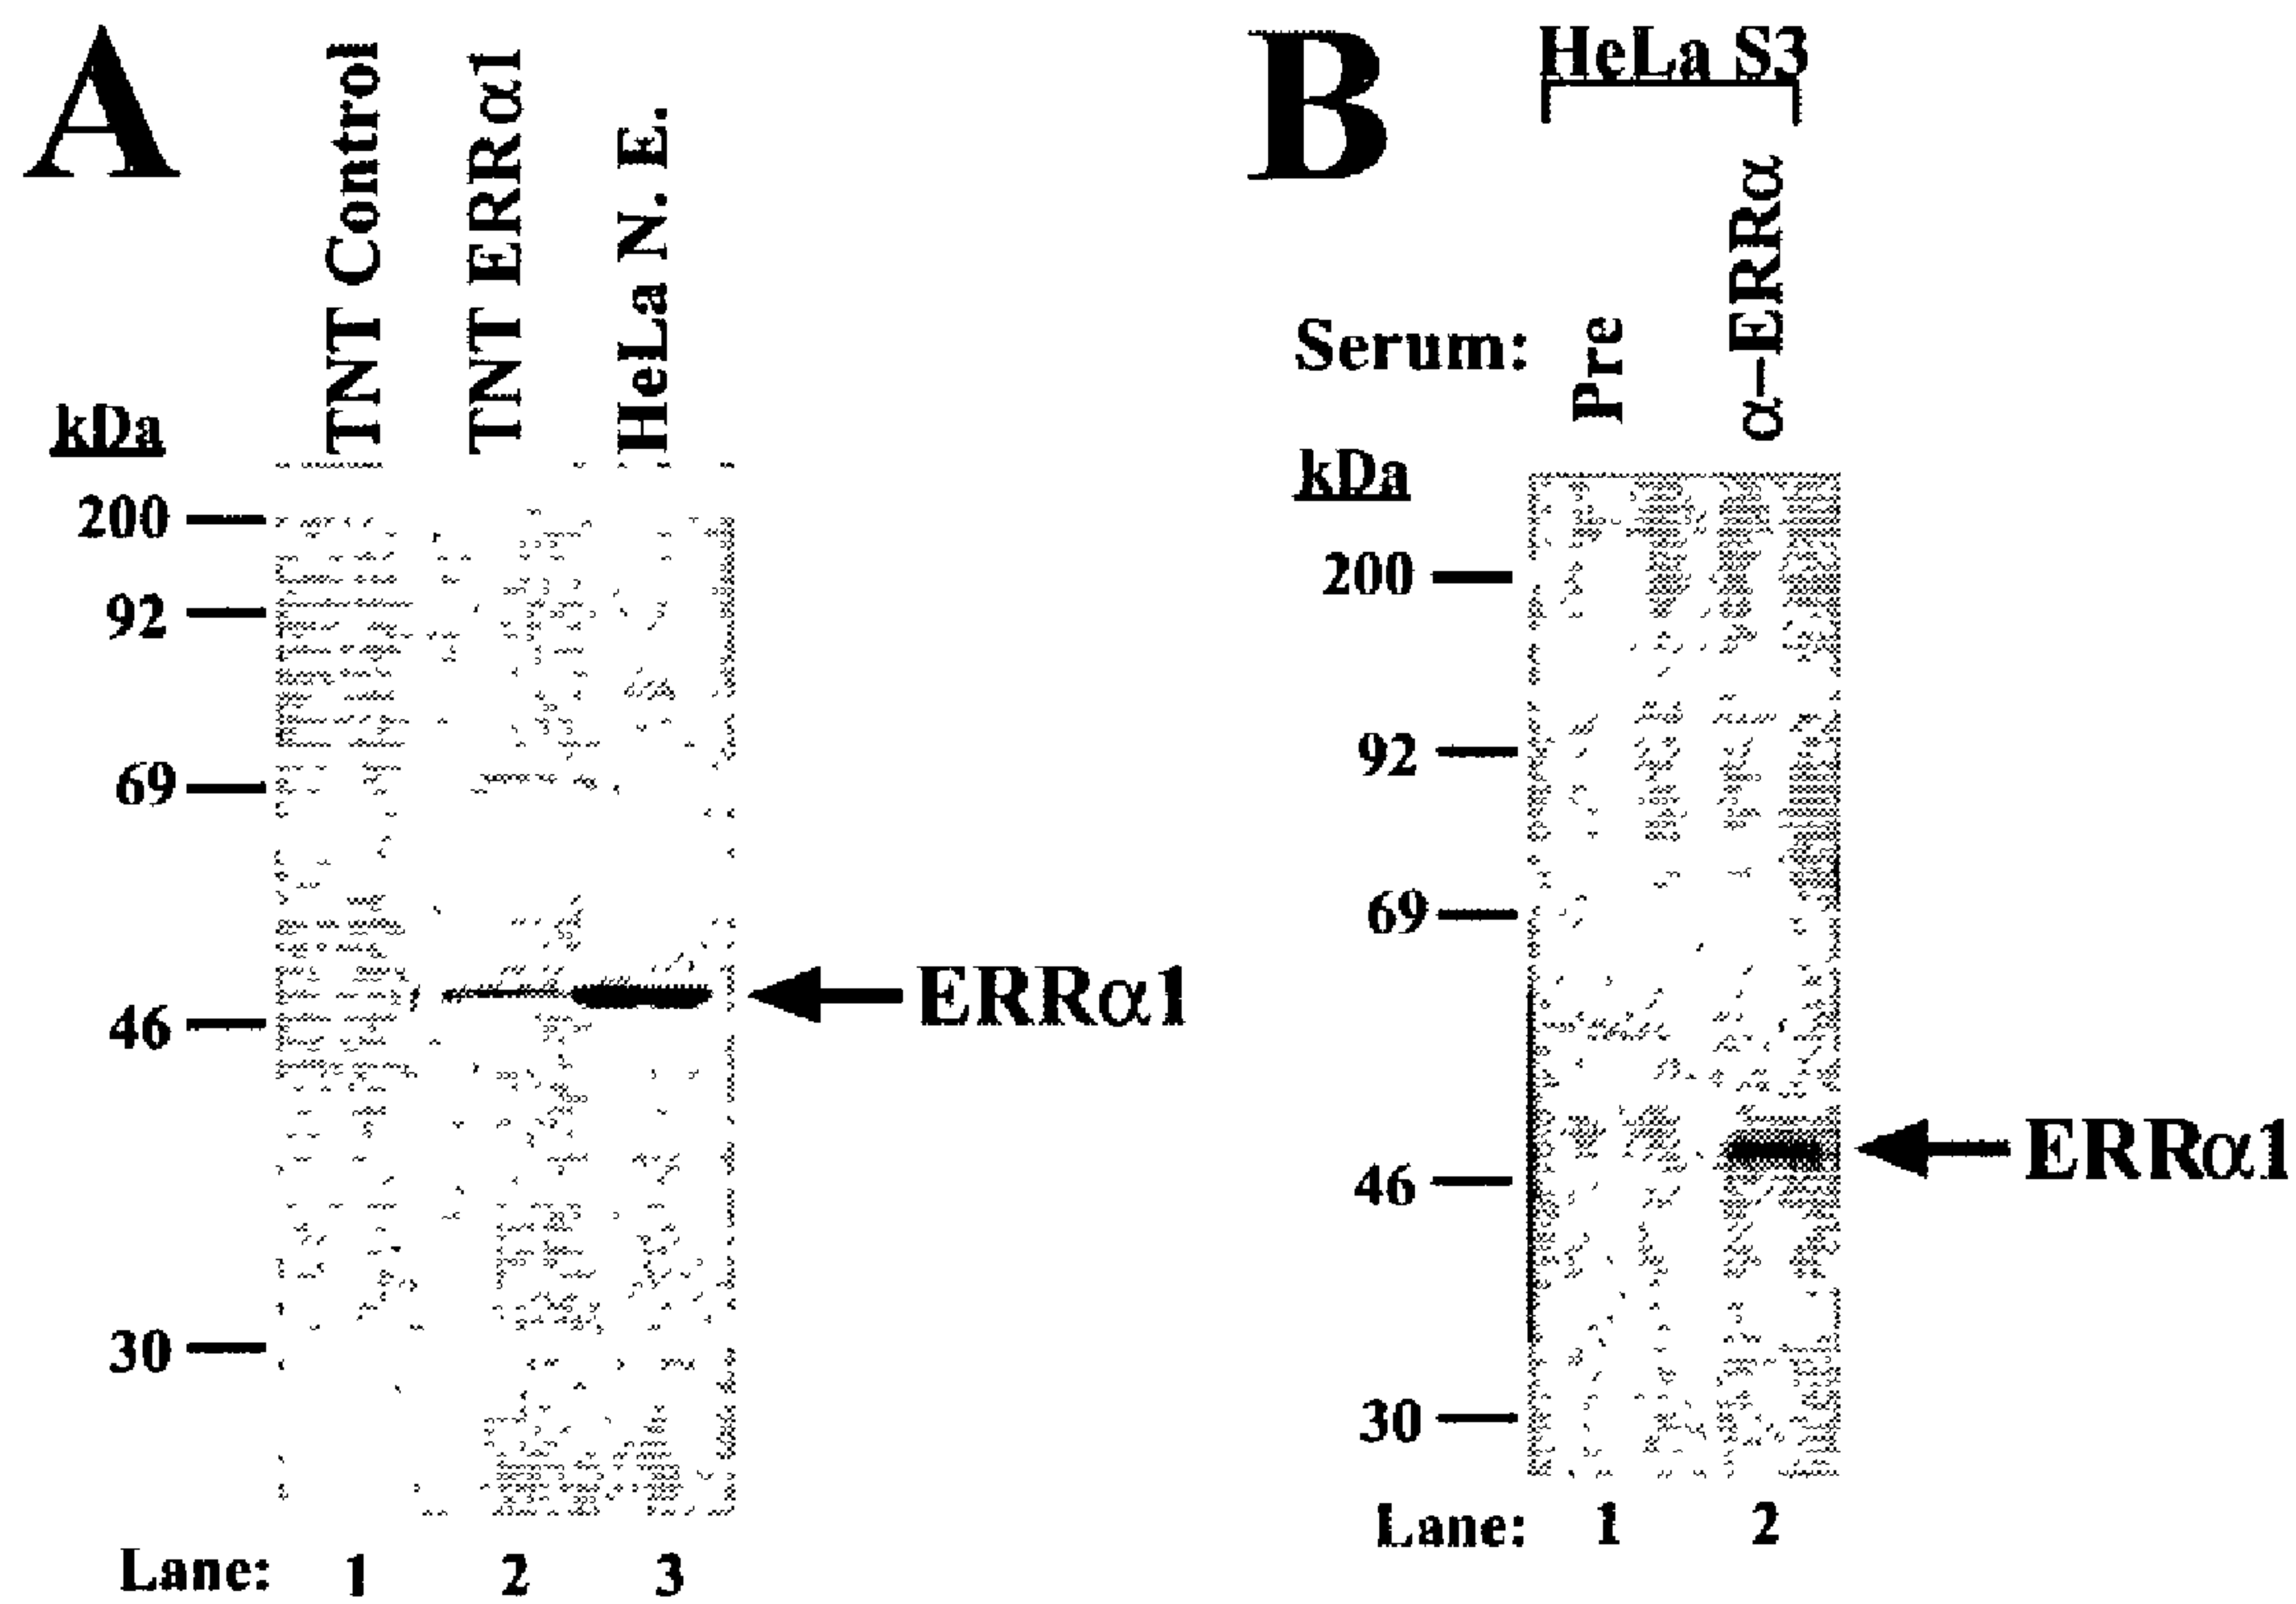 A
TNT Control
TNT ERRα1
HeLa N. E.
kDa
200
92
69
46
30
ERRα1
Lane: 1 2 3
B
HeLa S3
Serum: Pre α-ERRα
kDa
200
92
69
46
30
ERRα1
Lane: 1 2